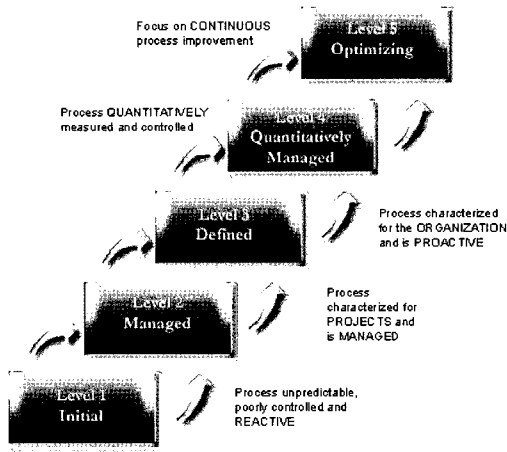 Focus on CONTINUOUS
process improvement
Level 5
Optimizing
Process QUANTITATIVELY
measured and controlled
Level 4
Quantitatively
Managed
Level 3
Defined
Process characterized
for the ORGANIZATION
and is PROACTIVE
Level 2
Managed
Process
characterized for
PROJECTS and
is MANAGED
Level 1
Initial
Process unpredictable,
poorly controlled and
REACTIVE